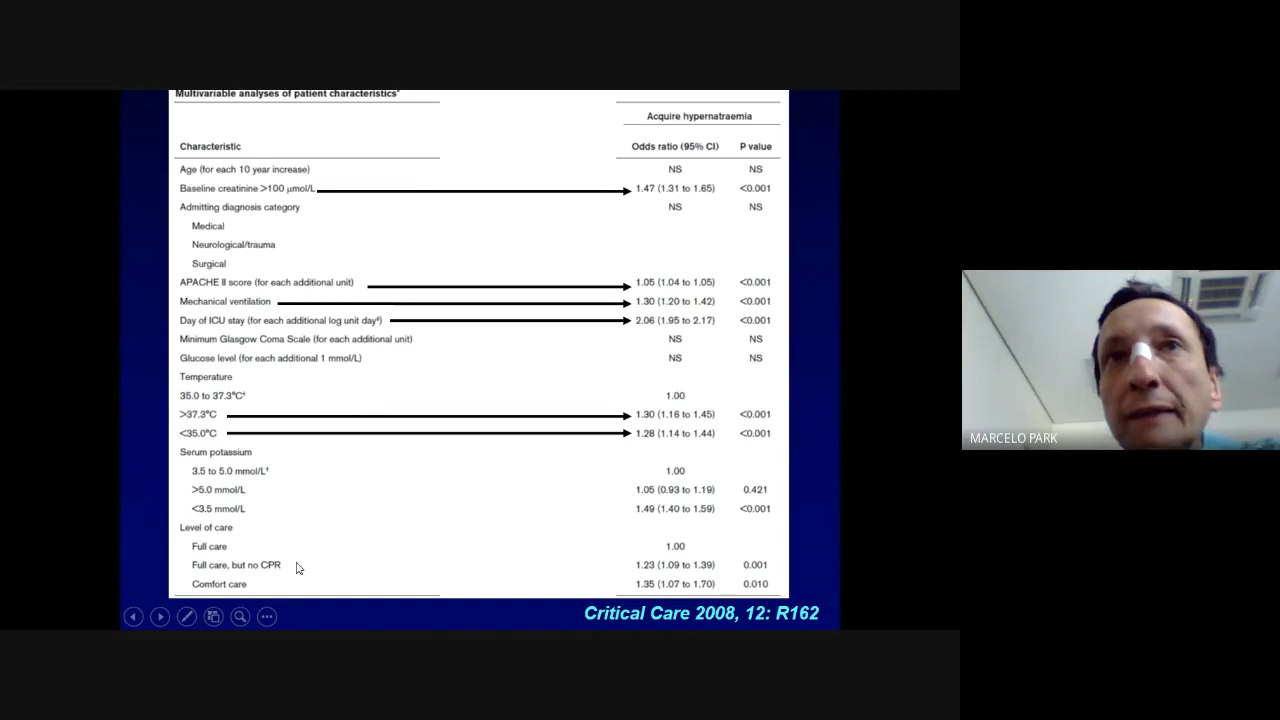 Multivariable analyses of patient characteristics*
Acquire hypernatraemia
Characteristic Odds ratio (95% CI) P value
Age (for each 10 year increase) NS NS
Baseline creatinine >100 μmol/L 1.47 (1.31 to 1.65) <0.001
Admitting diagnosis category NS NS
Medical
Neurological/trauma
Surgical
APACHE II score (for each additional unit) 1.05 (1.04 to 1.05) <0.001
Mechanical ventilation 1.30 (1.20 to 1.42) <0.001
Day of ICU stay (for each additional log unit day‡) 2.06 (1.95 to 2.17) <0.001
Minimum Glasgow Coma Scale (for each additional unit) NS NS
Glucose level (for each additional 1 mmol/L) NS NS
Temperature
35.0 to 37.3°C† 1.00
>37.3°C 1.30 (1.16 to 1.45) <0.001
<35.0°C 1.28 (1.14 to 1.44) <0.001
Serum potassium
3.5 to 5.0 mmol/L† 1.00
>5.0 mmol/L 1.05 (0.93 to 1.19) 0.421
<3.5 mmol/L 1.49 (1.40 to 1.59) <0.001
Level of care
Full care 1.00
Full care, but no CPR 1.23 (1.09 to 1.39) 0.001
Comfort care 1.35 (1.07 to 1.70) 0.010
Critical Care 2008, 12: R162
MARCELO PARK